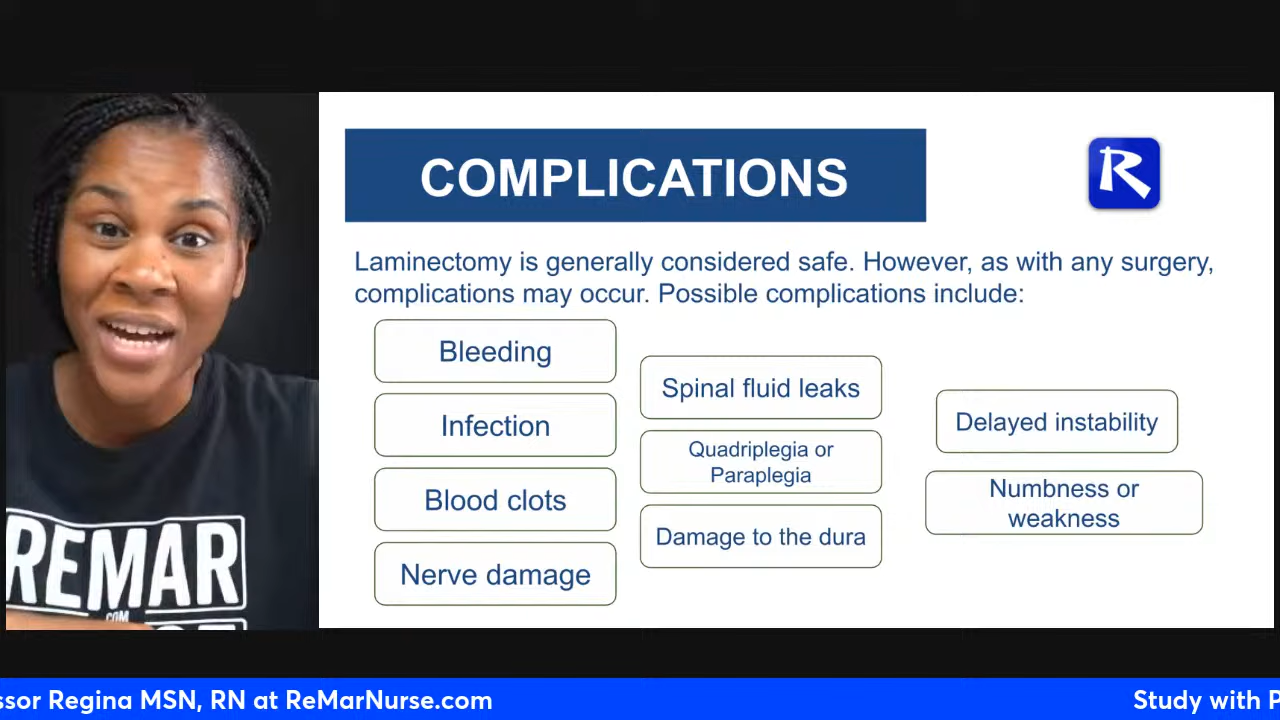 COMPLICATIONS
R
Laminectomy is generally considered safe. However, as with any surgery,
complications may occur. Possible complications include:
Bleeding
Infection
Blood clots
Nerve damage
Spinal fluid leaks
Quadriplegia or
Paraplegia
Damage to the dura
Delayed instability
Numbness or
weakness
REMAR
.COM
ssor Regina MSN, RN at ReMarNurse.com
Study with P